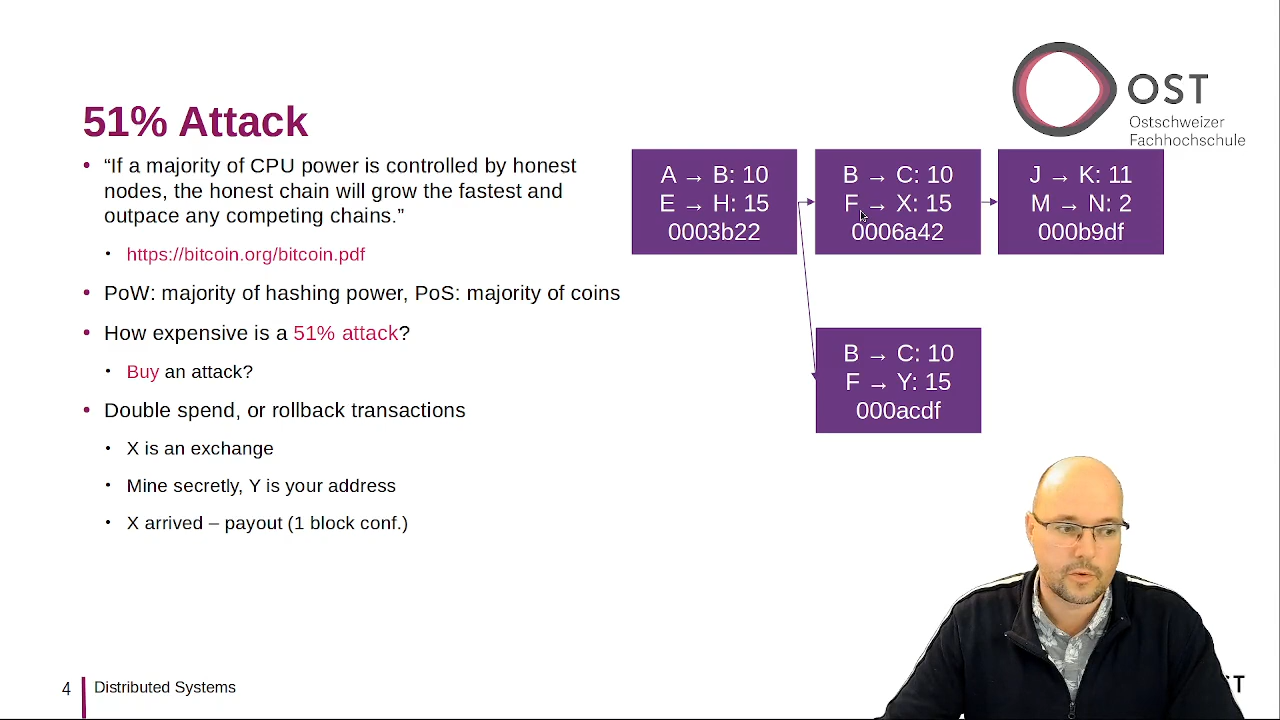 OST
Ostschweizer
Fachhochschule
51% Attack
• “If a majority of CPU power is controlled by honest
nodes, the honest chain will grow the fastest and
outpace any competing chains.”
• https://bitcoin.org/bitcoin.pdf
• PoW: majority of hashing power, PoS: majority of coins
• How expensive is a 51% attack?
• Buy an attack?
• Double spend, or rollback transactions
• X is an exchange
• Mine secretly, Y is your address
• X arrived – payout (1 block conf.)
A → B: 10
E → H: 15
0003b22
B → C: 10
F → X: 15
0006a42
J → K: 11
M → N: 2
000b9df
B → C: 10
F → Y: 15
000acdf
4
Distributed Systems